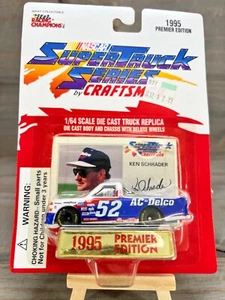 RACING CHAMPIONS
1995
PREMIER EDITION
NASCAR
SUPERTRUCK
SERIES
by CRAFTSM
1/64 SCALE DIE CAST TRUCK REPLICA
DIE CAST BODY AND CHASSIS WITH DELUXE WHEELS
KEN SCHRADER
52
AC-Delco
1995 PREMIER
EDITION
WARNING:
CHOKING HAZARD- Small parts
Not for Children under 3 years